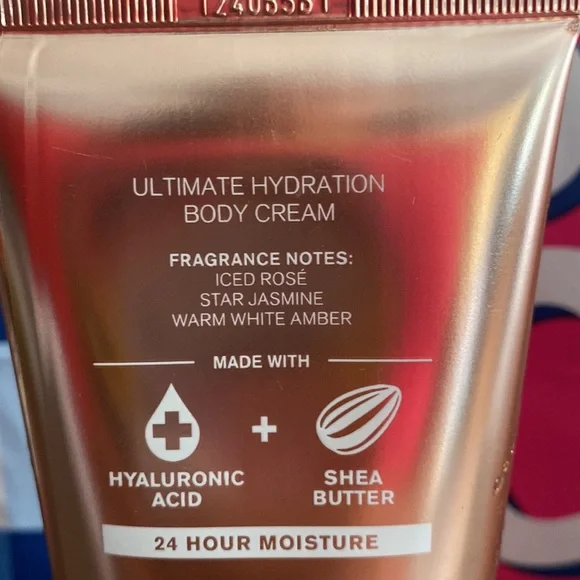 ULTIMATE HYDRATION
BODY CREAM
FRAGRANCE NOTES:
ICED ROSÉ
STAR JASMINE
WARM WHITE AMBER
MADE WITH
HYALURONIC
ACID
+
SHEA
BUTTER
24 HOUR MOISTURE